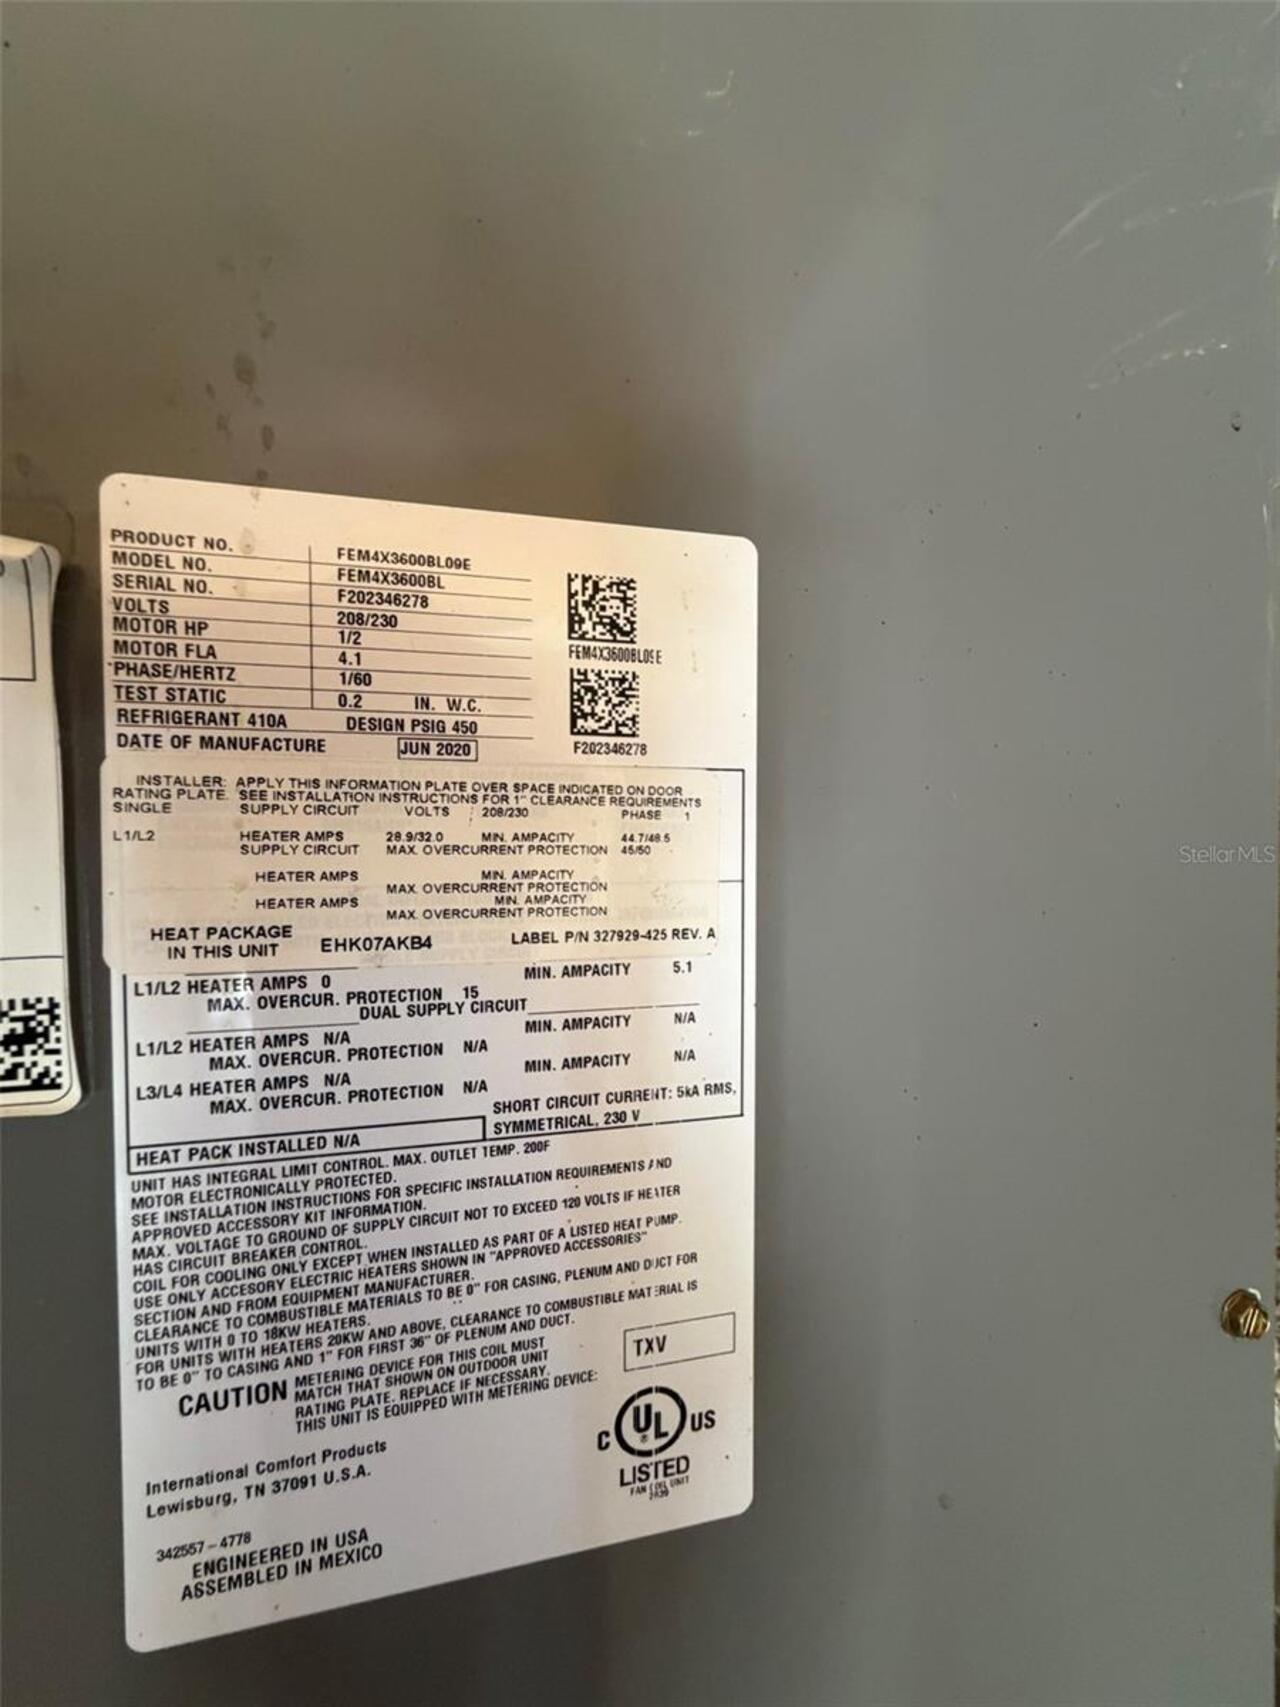 PRODUCT NO. FEM4X3600BL09E
MODEL NO. FEM4X3600BL
SERIAL NO. F202346278
VOLTS 208/230
MOTOR HP 1/2
MOTOR FLA 4.1
PHASE/HERTZ 1/60
TEST STATIC 0.2 IN. W.C.
REFRIGERANT 410A DESIGN PSIG 450
DATE OF MANUFACTURE JUN 2020
FEM4X3600BL09E
F202346278
INSTALLER: APPLY THIS INFORMATION PLATE OVER SPACE INDICATED ON DOOR
RATING PLATE. SEE INSTALLATION INSTRUCTIONS FOR 1" CLEARANCE REQUIREMENTS
SINGLE SUPPLY CIRCUIT VOLTS : 208/230 PHASE 1
L1/L2 HEATER AMPS 28.9/32.0 MIN. AMPACITY 44.7/48.5
SUPPLY CIRCUIT MAX. OVERCURRENT PROTECTION 45/50
HEATER AMPS MIN. AMPACITY
MAX. OVERCURRENT PROTECTION
HEATER AMPS MIN. AMPACITY
MAX. OVERCURRENT PROTECTION
HEAT PACKAGE
IN THIS UNIT EHK07AKB4 LABEL P/N 327929-425 REV. A
L1/L2 HEATER AMPS 0 MIN. AMPACITY 5.1
MAX. OVERCUR. PROTECTION 15
DUAL SUPPLY CIRCUIT
L1/L2 HEATER AMPS N/A MIN. AMPACITY N/A
MAX. OVERCUR. PROTECTION N/A
L3/L4 HEATER AMPS N/A MIN. AMPACITY N/A
MAX. OVERCUR. PROTECTION N/A
SHORT CIRCUIT CURRENT: 5kA RMS,
SYMMETRICAL, 230 V
HEAT PACK INSTALLED N/A
UNIT HAS INTEGRAL LIMIT CONTROL. MAX. OUTLET TEMP. 200F
MOTOR ELECTRONICALLY PROTECTED.
SEE INSTALLATION INSTRUCTIONS FOR SPECIFIC INSTALLATION REQUIREMENTS AND
APPROVED ACCESSORY KIT INFORMATION.
MAX. VOLTAGE TO GROUND OF SUPPLY CIRCUIT NOT TO EXCEED 120 VOLTS IF HEATER
HAS CIRCUIT BREAKER CONTROL.
COIL FOR COOLING ONLY EXCEPT WHEN INSTALLED AS PART OF A LISTED HEAT PUMP.
USE ONLY ACCESORY ELECTRIC HEATERS SHOWN IN "APPROVED ACCESSORIES"
SECTION AND FROM EQUIPMENT MANUFACTURER.
CLEARANCE TO COMBUSTIBLE MATERIALS TO BE 0" FOR CASING, PLENUM AND DUCT FOR
UNITS WITH 0 TO 18KW HEATERS.
FOR UNITS WITH HEATERS 20KW AND ABOVE, CLEARANCE TO COMBUSTIBLE MATERIAL IS
TO BE 0" TO CASING AND 1" FOR FIRST 36" OF PLENUM AND DUCT.
CAUTION METERING DEVICE FOR THIS COIL MUST
MATCH THAT SHOWN ON OUTDOOR UNIT
RATING PLATE. REPLACE IF NECESSARY.
THIS UNIT IS EQUIPPED WITH METERING DEVICE:
TXV
C UL US
®
LISTED
FAN COIL UNIT
International Comfort Products
Lewisburg, TN 37091 U.S.A.
342557-4778
ENGINEERED IN USA
ASSEMBLED IN MEXICO
Stellar MLS